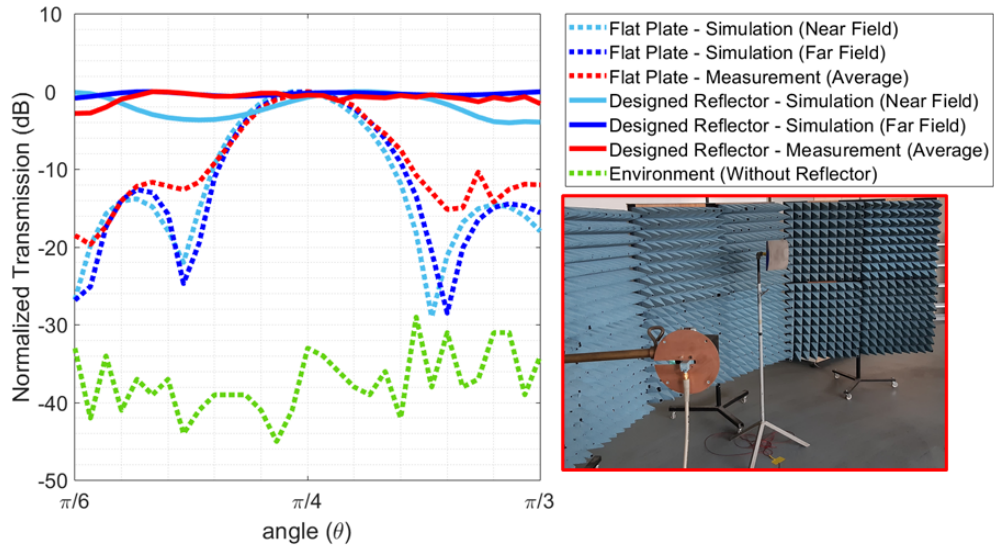 10
0
-10
-20
-30
-40
-50
Normalized Transmission (dB)
π/6
π/4
π/3
angle (θ)
Flat Plate - Simulation (Near Field)
Flat Plate - Simulation (Far Field)
Flat Plate - Measurement (Average)
Designed Reflector - Simulation (Near Field)
Designed Reflector - Simulation (Far Field)
Designed Reflector - Measurement (Average)
Environment (Without Reflector)